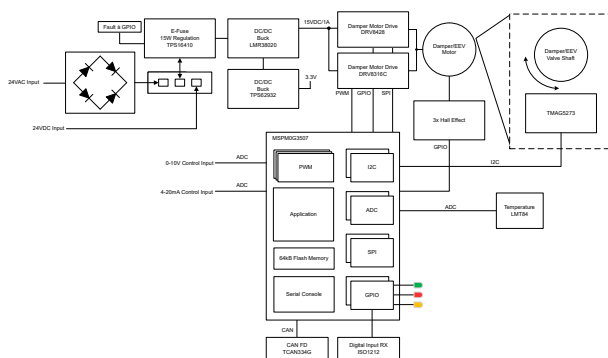 Fault à GPIO
E-Fuse
15W Regulation
TPS16410
DC/DC
Buck
LMR38020
15VDC/1A
Damper Motor Drive
DRV8428
Damper/EEV
Motor
Damper/EEV
Valve Shaft
24VAC Input
DC/DC
Buck
TPS62932
3.3V
Damper Motor Drive
DRV8316C
PWM
GPIO
SPI
3x Hall Effect
TMAG5273
24VDC Input
MSPM0G3507
GPIO
I2C
0-10V Control Input
ADC
PWM
I2C
4-20mA Control Input
ADC
Application
ADC
ADC
Temperature
LMT84
64kB Flash Memory
SPI
Serial Console
GPIO
CAN
CAN FD
TCAN334G
Digital Input RX
ISO1212